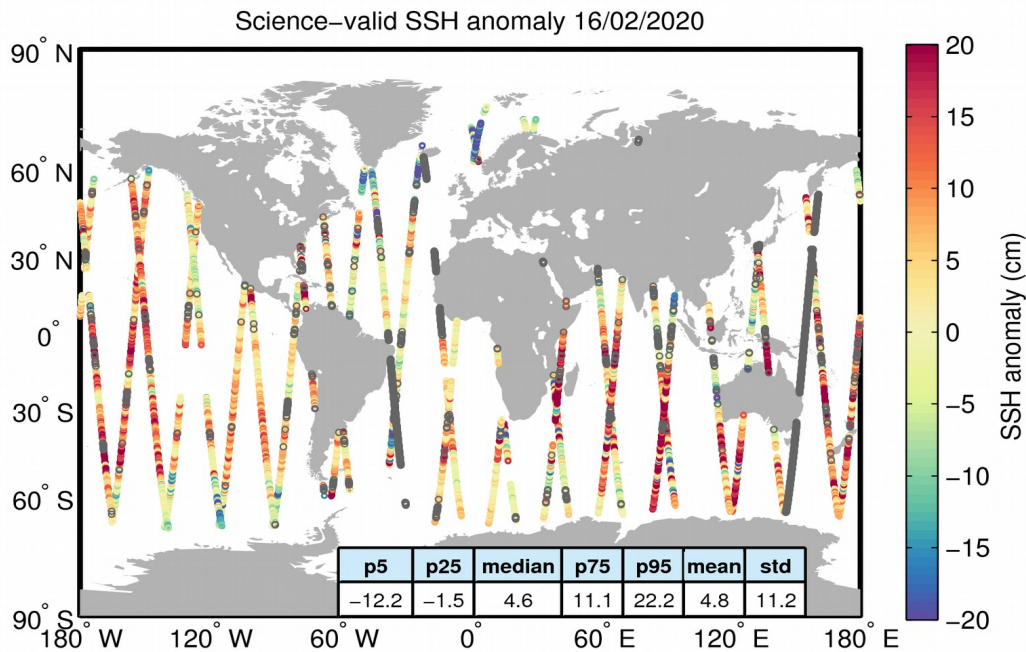 Science−valid SSH anomaly 16/02/2020
90° N
60° N
30° N
0°
30° S
60° S
90° S
180° W
120° W
60° W
0°
60° E
120° E
180° E
p5 p25 median p75 p95 mean std
−12.2 −1.5 4.6 11.1 22.2 4.8 11.2
20
15
10
5
0
−5
−10
−15
−20
SSH anomaly (cm)